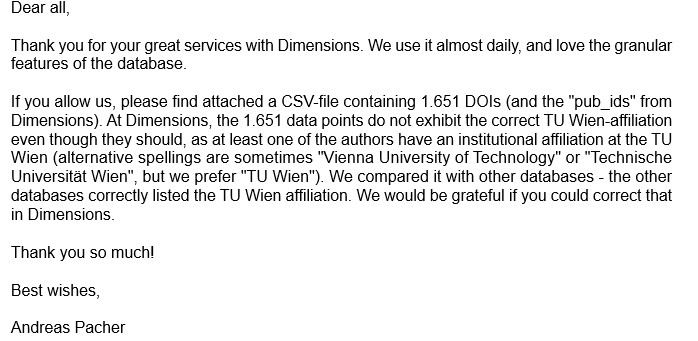 Dear all,
Thank you for your great services with Dimensions. We use it almost daily, and love the granular
features of the database.
If you allow us, please find attached a CSV-file containing 1.651 DOIs (and the "pub_ids" from
Dimensions). At Dimensions, the 1.651 data points do not exhibit the correct TU Wien-affiliation
even though they should, as at least one of the authors have an institutional affiliation at the TU
Wien (alternative spellings are sometimes "Vienna University of Technology" or "Technische
Universität Wien", but we prefer "TU Wien"). We compared it with other databases - the other
databases correctly listed the TU Wien affiliation. We would be grateful if you could correct that
in Dimensions.
Thank you so much!
Best wishes,
Andreas Pacher